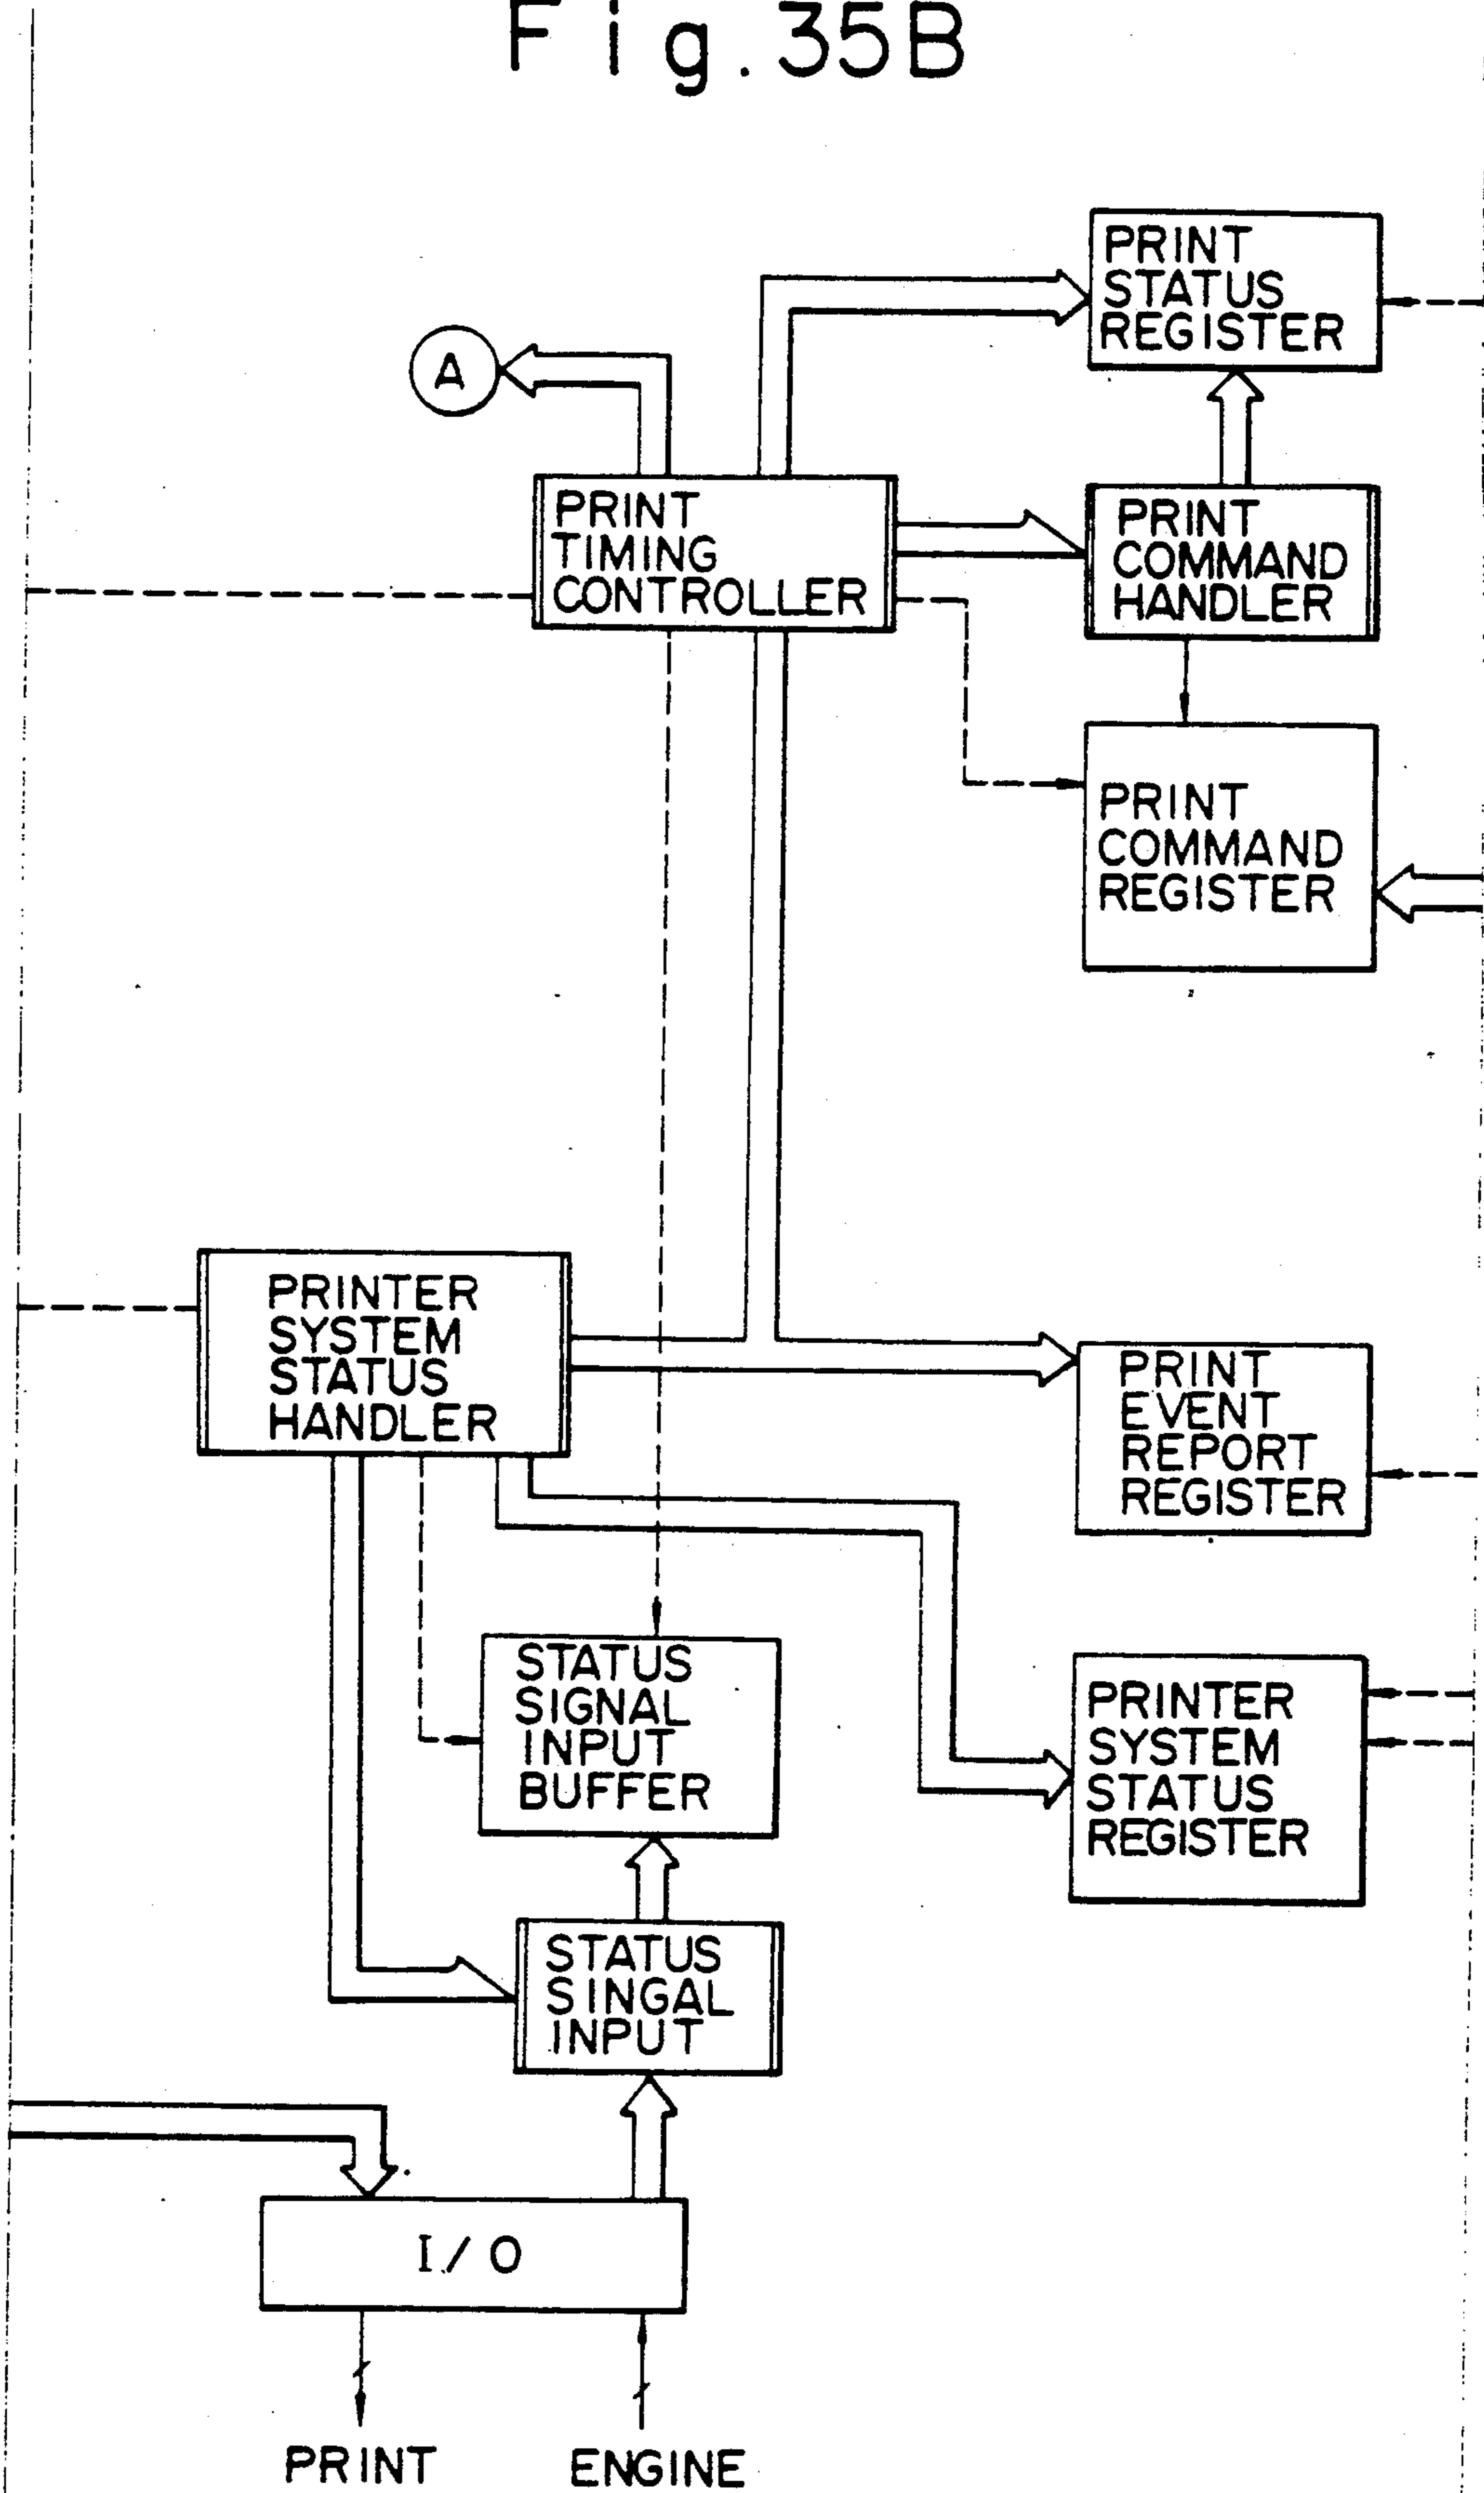 Fig.35B
PRINT
STATUS
REGISTER
A
PRINT
TIMING
CONTROLLER
PRINT
COMMAND
HANDLER
PRINT
COMMAND
REGISTER
PRINTER
SYSTEM
STATUS
HANDLER
PRINT
EVENT
REPORT
REGISTER
STATUS
SIGNAL
INPUT
BUFFER
PRINTER
SYSTEM
STATUS
REGISTER
STATUS
SINGAL
INPUT
I/O
PRINT ENGINE